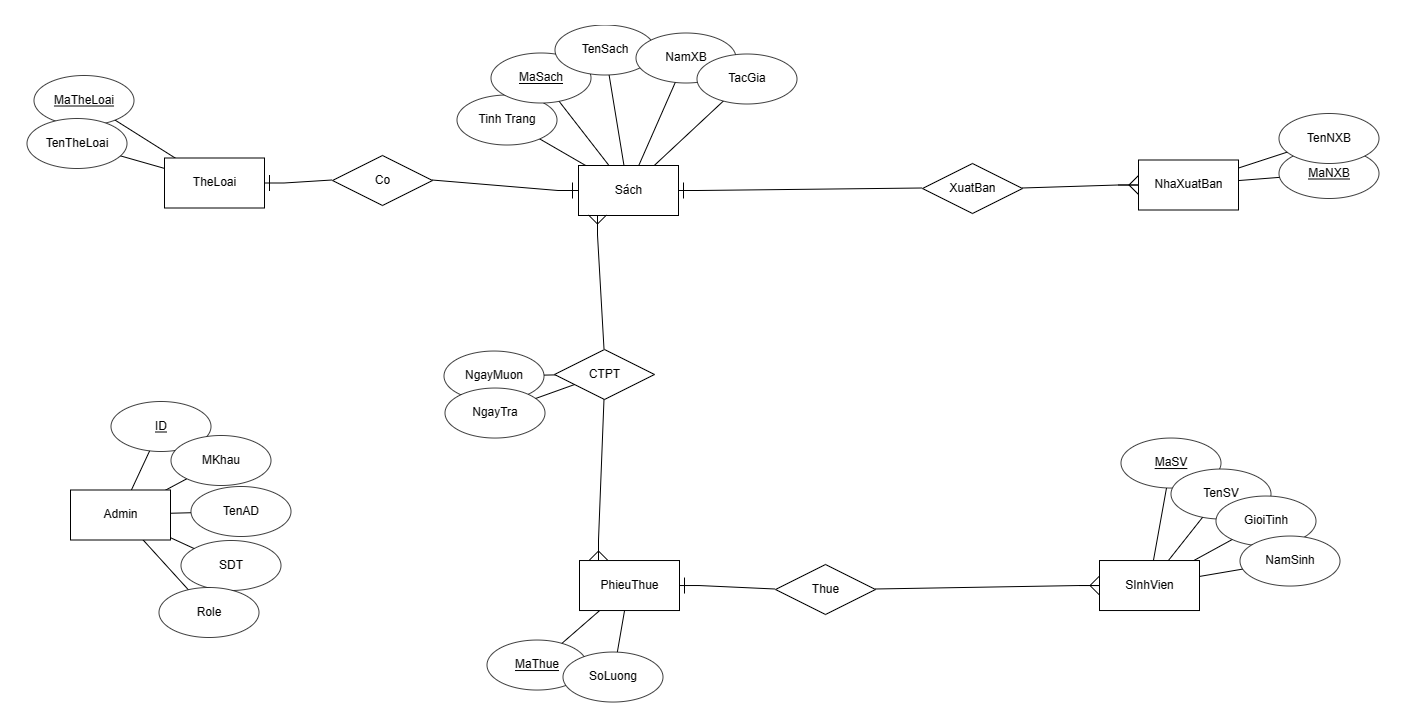 TenSach
NamXB
MaSach
TacGia
Tinh Trang
MaTheLoai
TenTheLoai
TheLoai
Co
Sách
XuatBan
NhaXuatBan
TenNXB
MaNXB
NgayMuon
CTPT
NgayTra
ID
MKhau
TenAD
Admin
SDT
Role
MaSV
TenSV
GioiTinh
NamSinh
PhieuThue
Thue
SInhVien
MaThue
SoLuong